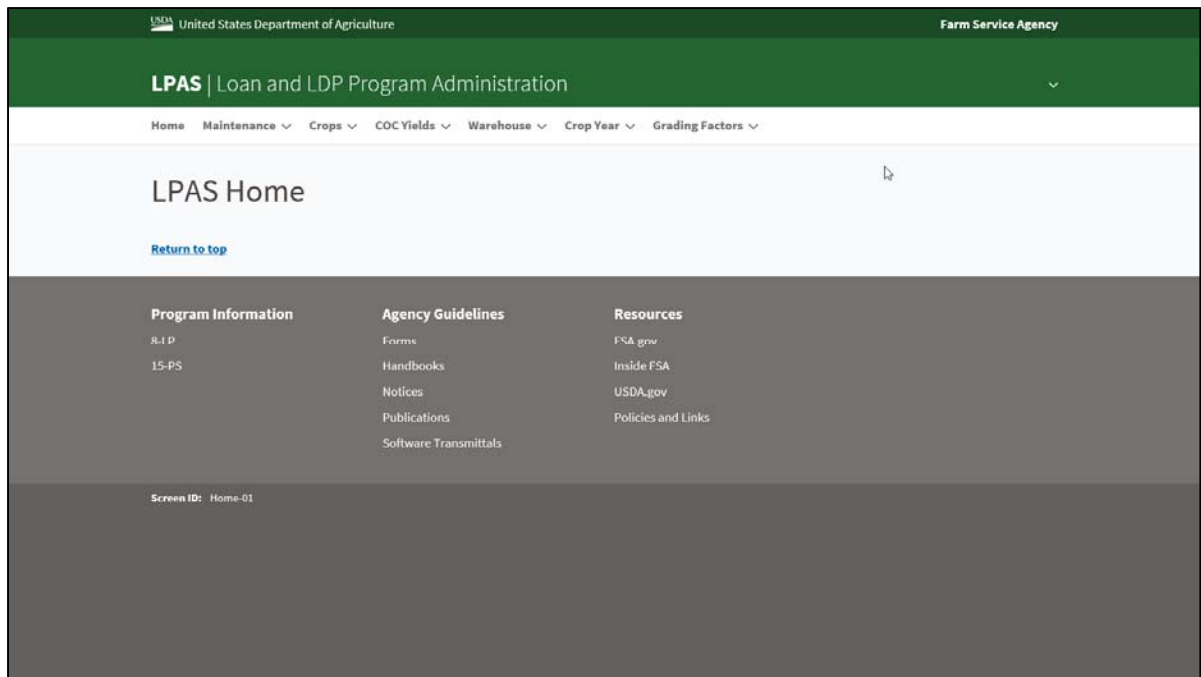 USDA United States Department of Agriculture Farm Service Agency
LPAS | Loan and LDP Program Administration
Home Maintenance Crops COC Yields Warehouse Crop Year Grading Factors
LPAS Home
Return to top
Program Information Agency Guidelines Resources
8-LP Forms FSA.gov
15-PS Handbooks Inside FSA
Notices USDA.gov
Publications Policies and Links
Software Transmittals
Screen ID: Home-01